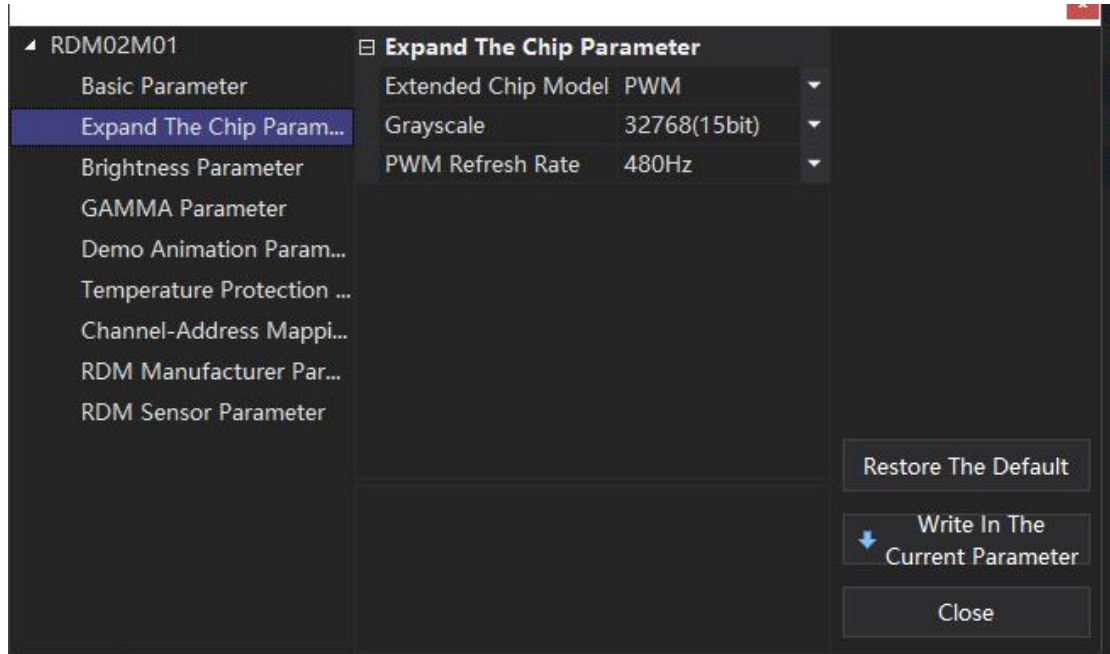 RDM02M01
Basic Parameter
Expand The Chip Param...
Brightness Parameter
GAMMA Parameter
Demo Animation Param...
Temperature Protection ...
Channel-Address Mappi...
RDM Manufacturer Par...
RDM Sensor Parameter
Expand The Chip Parameter
Extended Chip Model PWM
Grayscale 32768(15bit)
PWM Refresh Rate 480Hz
Restore The Default
Write In The
Current Parameter
Close